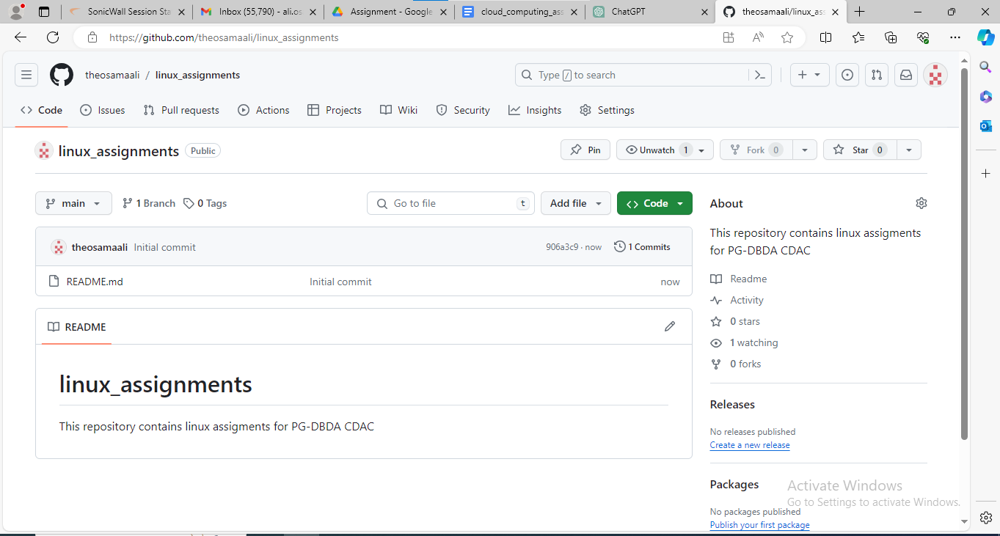 SonicWall Session Sta
Inbox (55,790) - ali.os
Assignment - Google
cloud_computing_ass
ChatGPT
theosamaali/linux_ass
https://github.com/theosamaali/linux_assignments
theosamaali / linux_assignments
Type / to search
Code Issues Pull requests Actions Projects Wiki Security Insights Settings
linux_assignments Public
Pin Unwatch 1 Fork 0 Star 0
main 1 Branch 0 Tags Go to file t Add file Code
theosamaali Initial commit 906a3c9 · now 1 Commits
README.md Initial commit now
README
linux_assignments
This repository contains linux assigments for PG-DBDA CDAC
About
This repository contains linux assigments
for PG-DBDA CDAC
Readme
Activity
0 stars
1 watching
0 forks
Releases
No releases published
Create a new release
Packages
No packages published
Publish your first package
Activate Windows
Go to Settings to activate Windows.